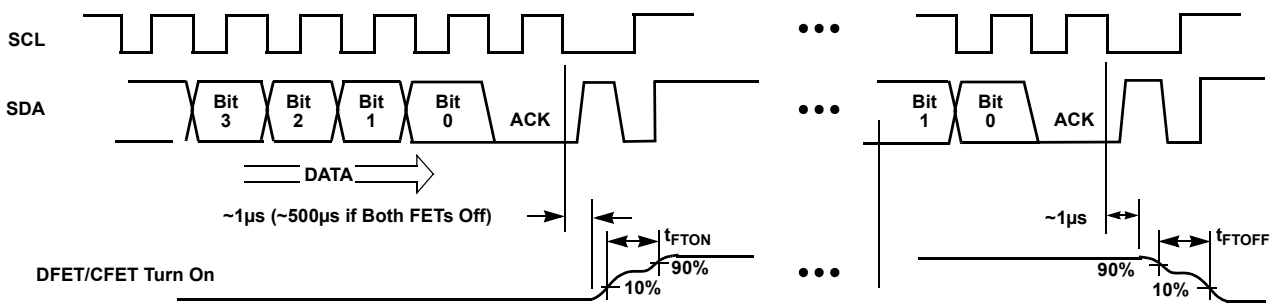 SCL
•••
SDA
Bit 3
Bit 2
Bit 1
Bit 0
ACK
•••
Bit 1
Bit 0
ACK
DATA
~1µs (~500µs if Both FETs Off)
~1µs
tFTON
tFTOFF
DFET/CFET Turn On
90%
10%
•••
90%
10%